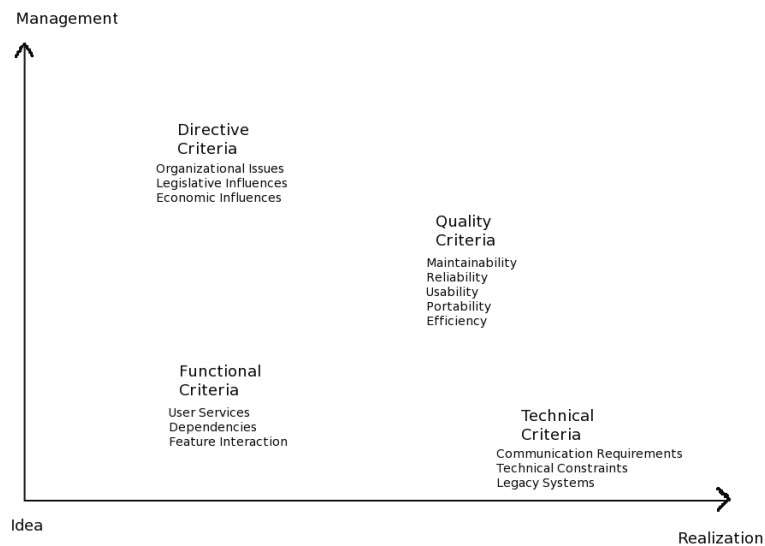 Management
Directive
Criteria
Organizational Issues
Legislative Influences
Economic Influences
Quality
Criteria
Maintainability
Reliability
Usability
Portability
Efficiency
Functional
Criteria
User Services
Dependencies
Feature Interaction
Technical
Criteria
Communication Requirements
Technical Constraints
Legacy Systems
Idea
Realization